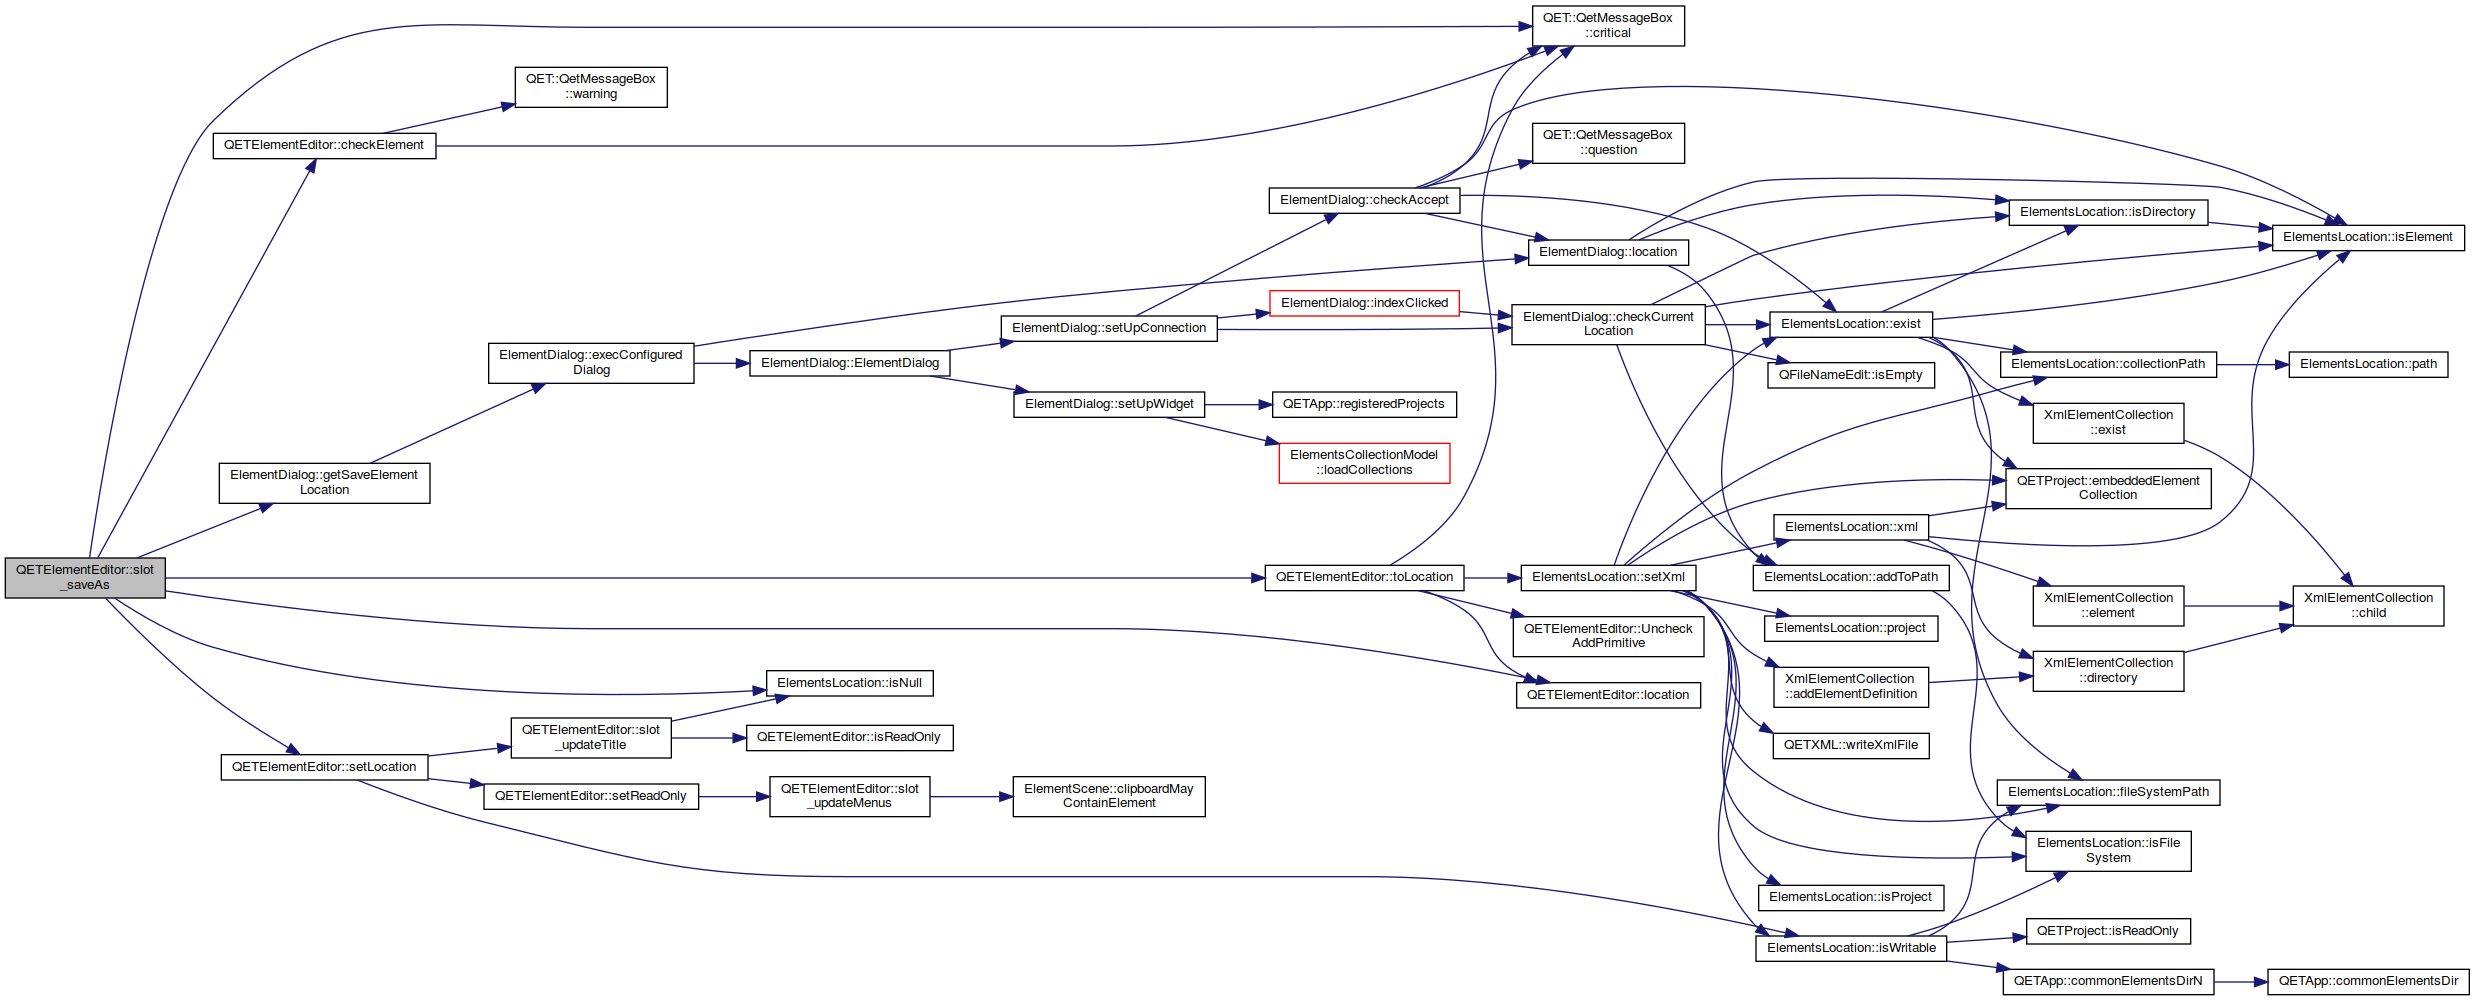 QETElementEditor::slot
_saveAs
QETElementEditor::checkElement
ElementDialog::getSaveElement
Location
QETElementEditor::setLocation
QET::QetMessageBox
::warning
ElementDialog::execConfigured
Dialog
QETElementEditor::slot
_updateTitle
QETElementEditor::setReadOnly
ElementDialog::ElementDialog
ElementsLocation::isNull
QETElementEditor::isReadOnly
QETElementEditor::slot
_updateMenus
ElementDialog::setUpConnection
ElementDialog::setUpWidget
ElementScene::clipboardMay
ContainElement
ElementDialog::checkAccept
ElementDialog::indexClicked
QETApp::registeredProjects
ElementsCollectionModel
::loadCollections
QETElementEditor::toLocation
QET::QetMessageBox
::critical
QET::QetMessageBox
::question
ElementDialog::location
ElementDialog::checkCurrent
Location
ElementsLocation::setXml
QETElementEditor::Uncheck
AddPrimitive
QETElementEditor::location
ElementsLocation::exist
QFileNameEdit::isEmpty
ElementsLocation::xml
ElementsLocation::addToPath
ElementsLocation::project
XmlElementCollection
::addElementDefinition
QETXML::writeXmlFile
ElementsLocation::isProject
ElementsLocation::isWritable
ElementsLocation::isDirectory
ElementsLocation::collectionPath
XmlElementCollection
::exist
QETProject::embeddedElement
Collection
XmlElementCollection
::element
XmlElementCollection
::directory
ElementsLocation::fileSystemPath
ElementsLocation::isFile
System
QETProject::isReadOnly
QETApp::commonElementsDirN
ElementsLocation::isElement
ElementsLocation::path
XmlElementCollection
::child
QETApp::commonElementsDir